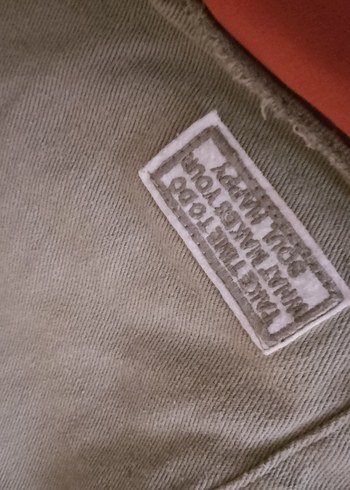 TAKE TIME TO DO
WHAT MAKES YOUR
SOUL HAPPY